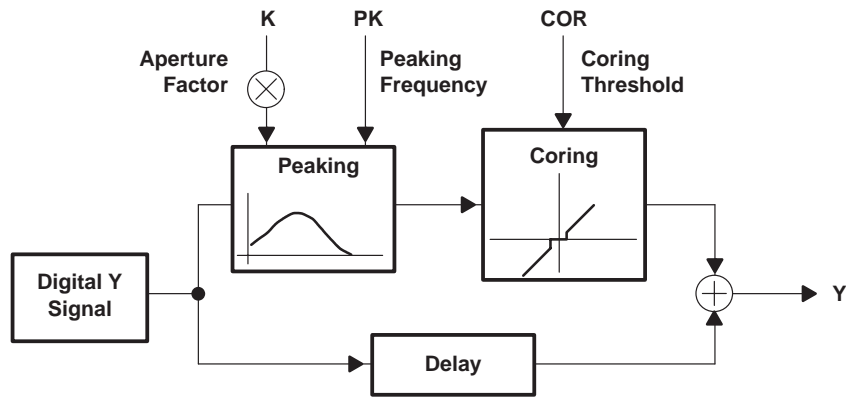 K
PK
COR
Aperture
Factor
Peaking
Frequency
Coring
Threshold
Peaking
Coring
Digital Y
Signal
Y
Delay